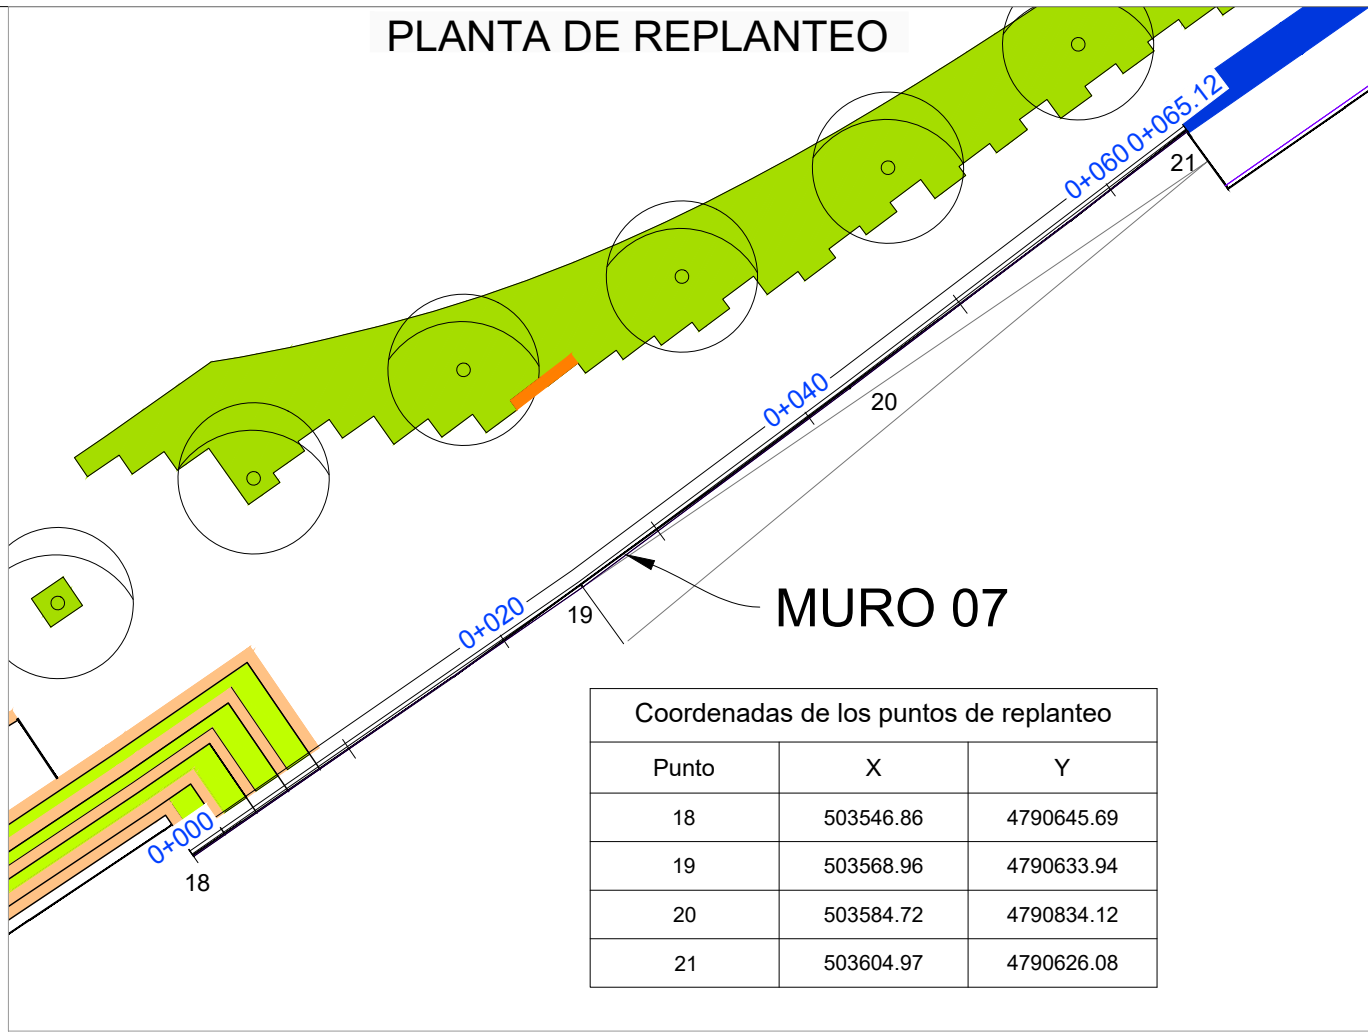 PLANTA DE REPLANTEO
0+065.12
0+060
21
0+040
20
0+020
19
MURO 07
0+000
18
Coordenadas de los puntos de replanteo
Punto X Y
18 503546.86 4790645.69
19 503568.96 4790633.94
20 503584.72 4790834.12
21 503604.97 4790626.08